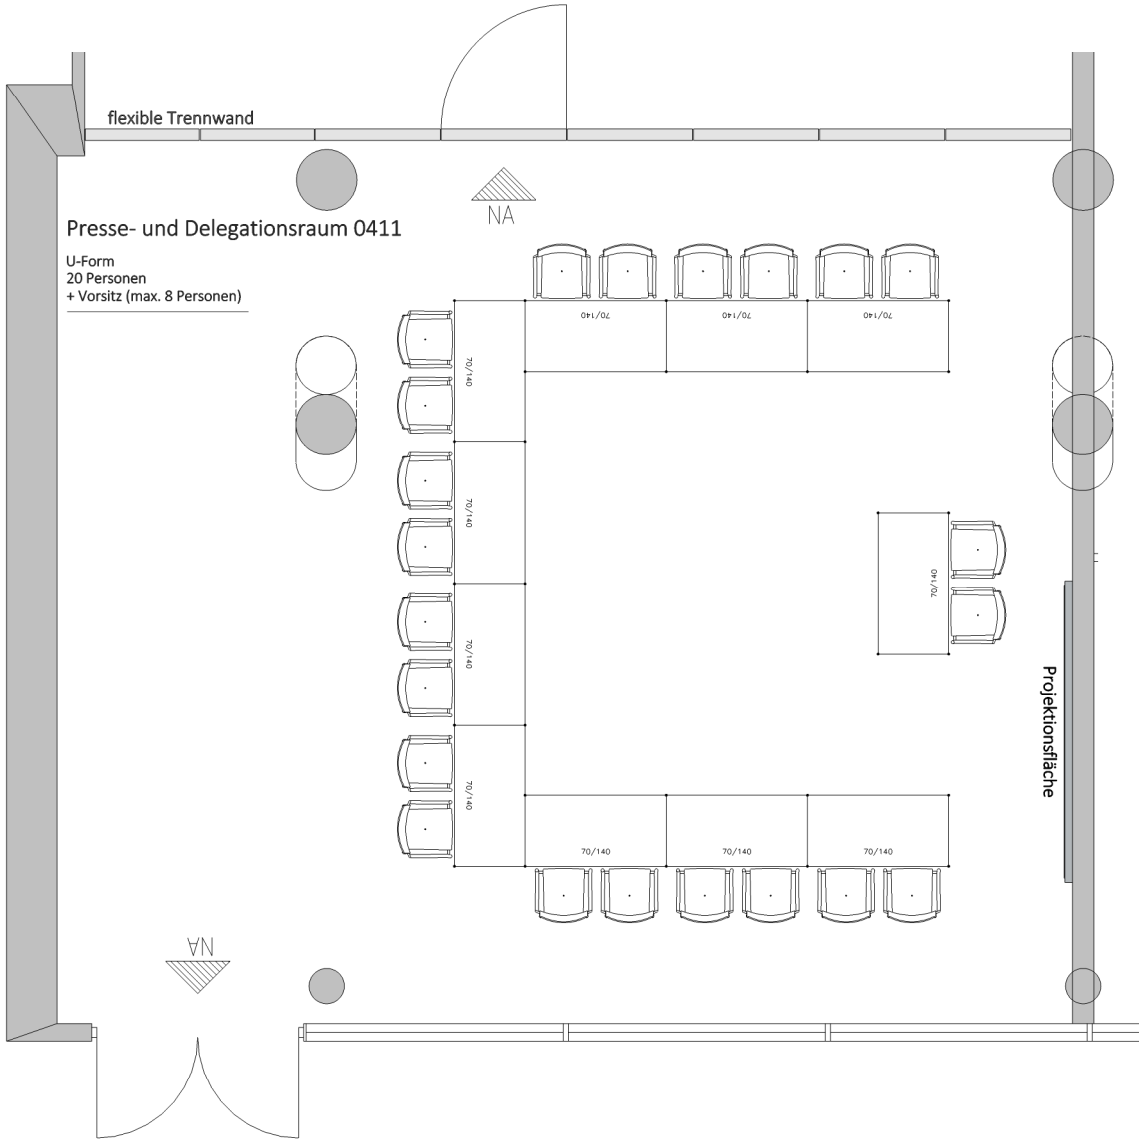 flexible Trennwand
NA
Presse- und Delegationsraum 0411
U-Form
20 Personen
+ Vorsitz (max. 8 Personen)
70/140
70/140
70/140
70/140
70/140
70/140
70/140
70/140
Projektionsfläche
70/140
70/140
70/140
NA